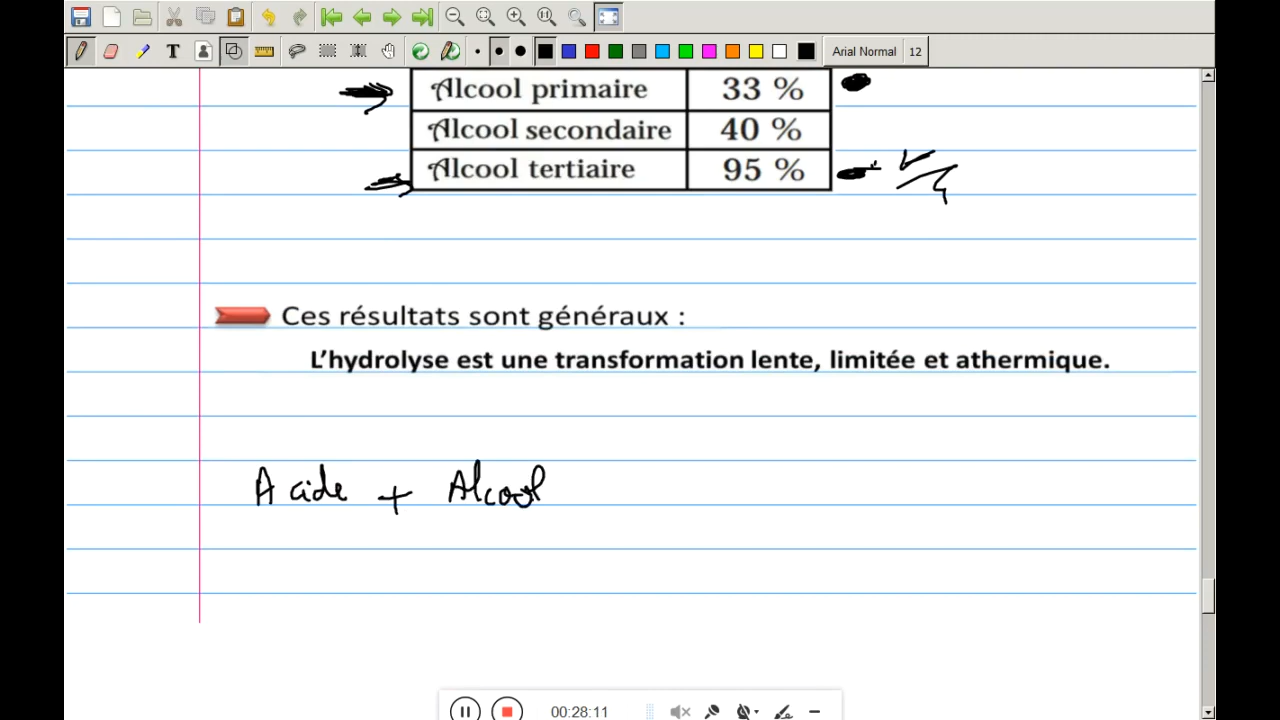 Arial Normal 12
Alcool primaire 33 %
Alcool secondaire 40 %
Alcool tertiaire 95 %
Ces résultats sont généraux :
L'hydrolyse est une transformation lente, limitée et athermique.
Acide + Alcool
00:28:11